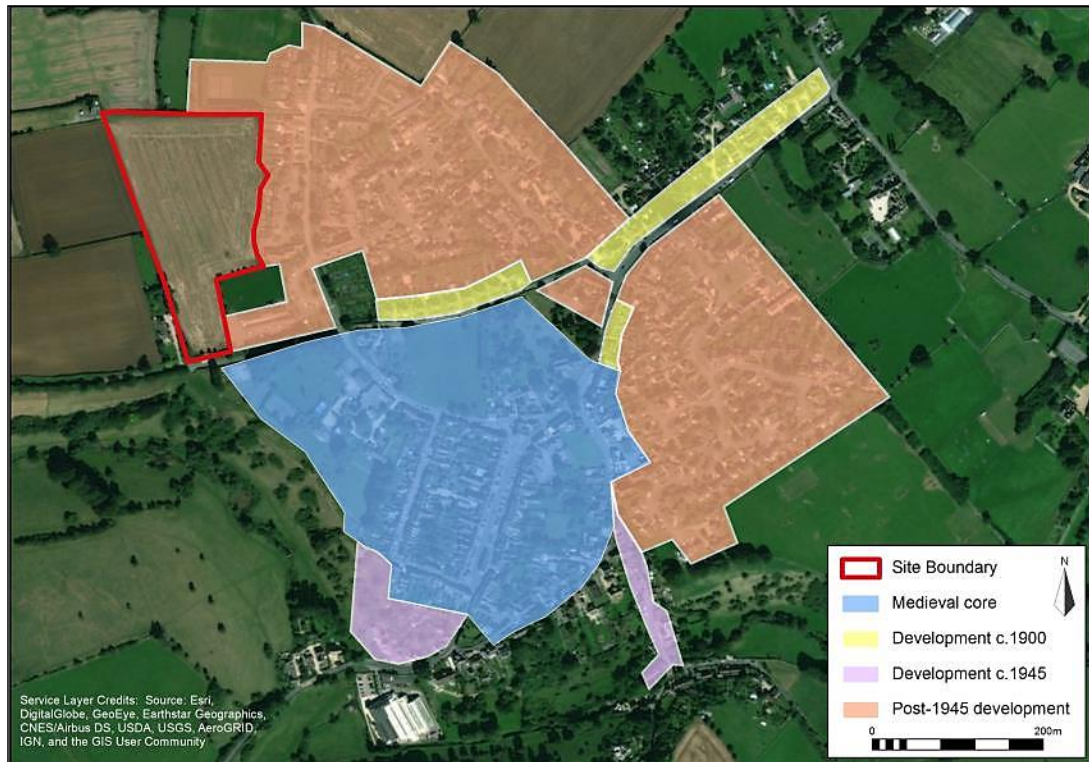 Site Boundary
N
Medieval core
Development c.1900
Development c.1945
Post-1945 development
200m
0
Service Layer Credits: Source: Esri,
DigitalGlobe, GeoEye, Earthstar Geographics,
CNES/Airbus DS, USDA, USGS, AeroGRID,
IGN, and the GIS User Community